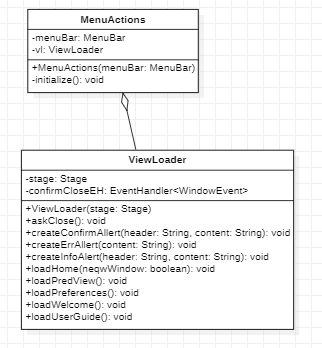 MenuActions
-menuBar: MenuBar
-vl: ViewLoader
+MenuActions(menuBar: MenuBar)
-initialize(): void
ViewLoader
-stage: Stage
-confirmCloseEH: EventHandler<WindowEvent>
+ViewLoader(stage: Stage)
+askClose(): void
+createConfirmAllert(header: String, content: String): void
+createErrAllert(content: String): void
+createInfoAllert(header: String, content: String): void
+loadHome(neqwWindow: boolean): void
+loadPredView(): void
+loadPreferences(): void
+loadWelcome(): void
+loadUserGuide(): void